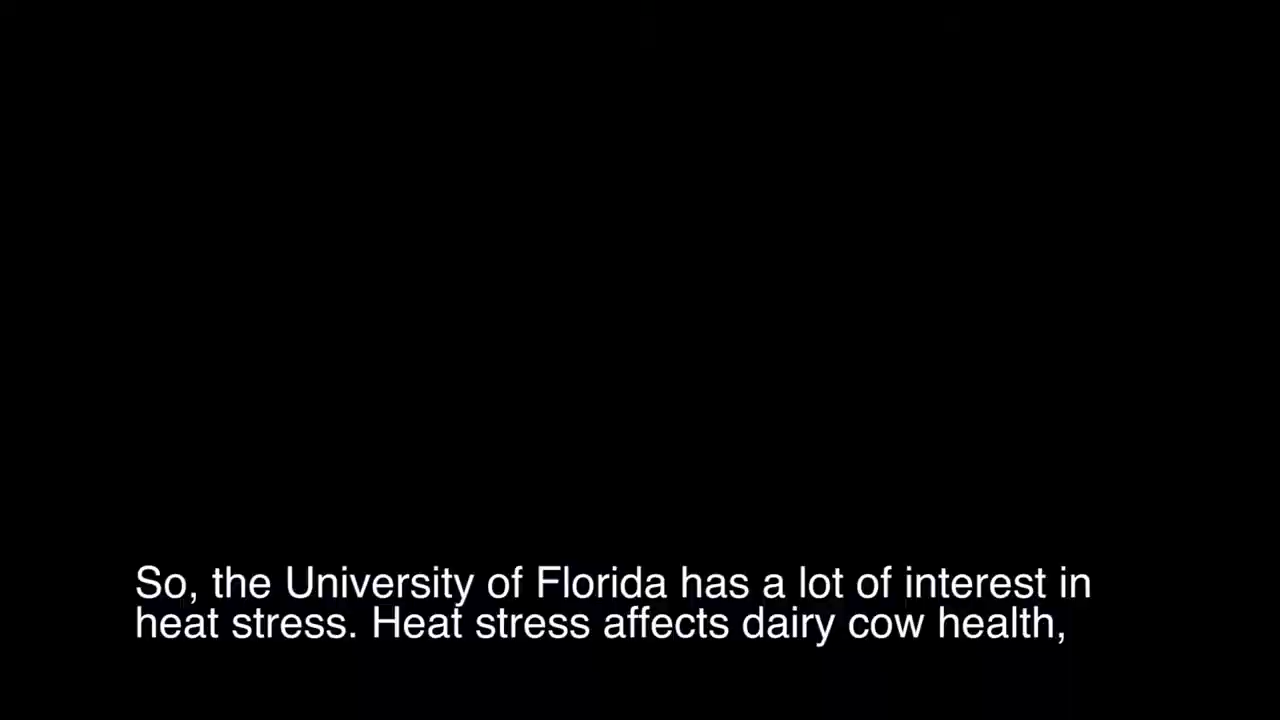 So, the University of Florida has a lot of interest in
heat stress. Heat stress affects dairy cow health,